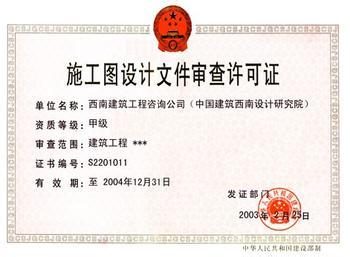 施工图设计文件审查许可证
单位名称：西南建筑工程咨询公司（中国建筑西南设计研究院）
资质等级：甲级
审查范围：建筑工程 ***
证书编号：S2201011
有 效 期：至 2004年12月31日
发证部门
2003年2月25日
中华人民共和国建设部制